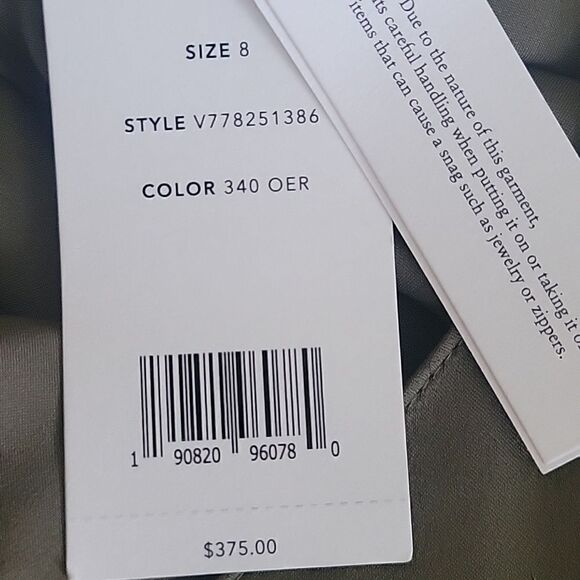 SIZE 8
STYLE V778251386
COLOR 340 OER
1 90820 96078 0
$375.00
Due to the nature of this garment,
careful handling when putting it on or taking it
items that can cause a snag such as jewelry or zippers.